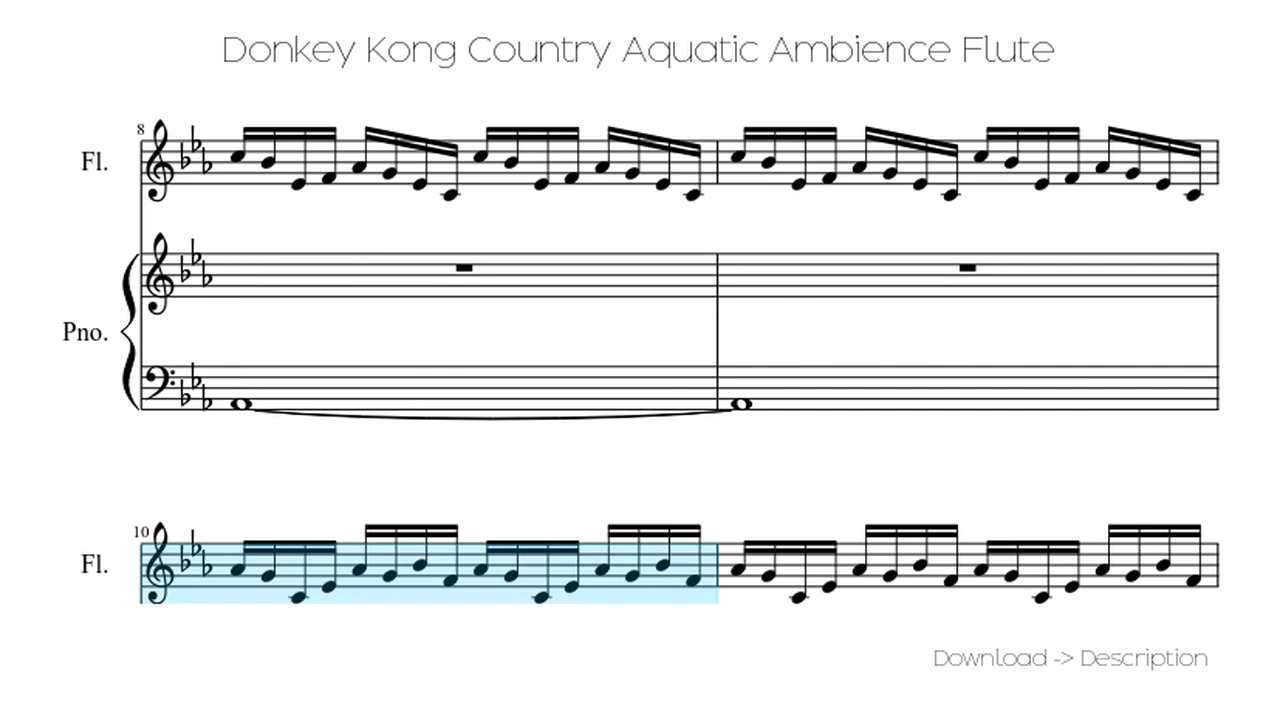 Donkey Kong Country Aquatic Ambience Flute
8
Fl.
Pno.
10
Fl.
Download -> Description